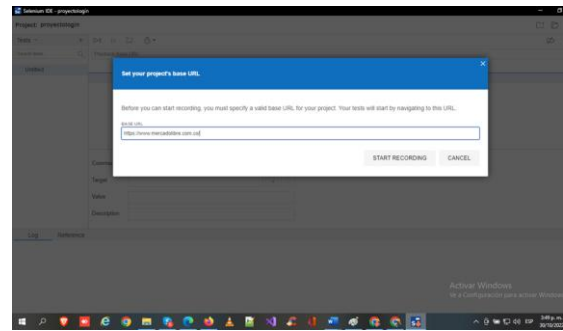 Selenium IDE - proyectologin
Project: proyectologin
Tests
Untitled
Set your project's base URL
Before you can start recording, you must specify a valid base URL for your project. Your tests will start by navigating to this URL.
BASE URL
https://www.mercadolibre.com.co/
START RECORDING CANCEL
Target
Value
Description
Log Reference
Activar Windows
Ve a Configuración para activar Windows
ESP